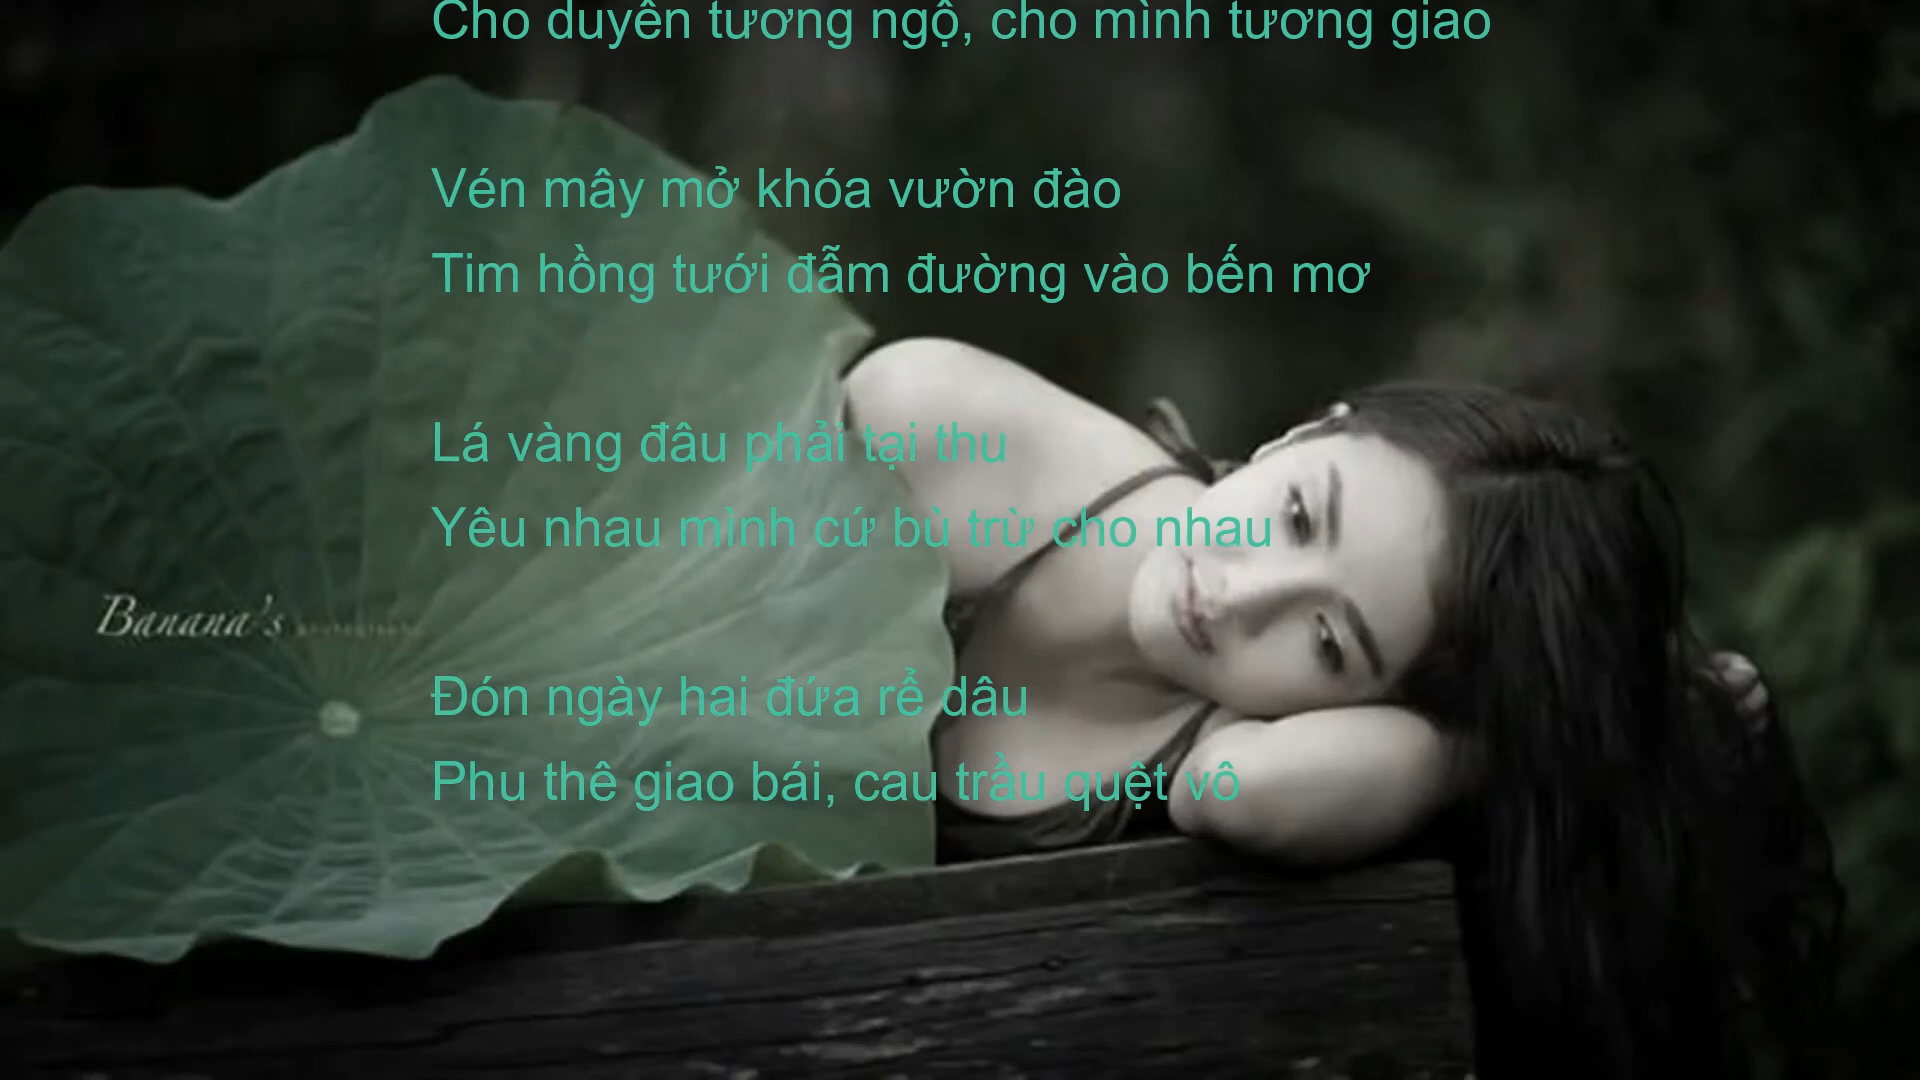 Cho duyên tương ngộ, cho mình tương giao
Vén mây mở khóa vườn đào
Tim hồng tưới đẫm đường vào bến mơ
Lá vàng đâu phải tại thu
Yêu nhau mình cứ bù trừ cho nhau
Banana's
Đón ngày hai đứa rể dâu
Phu thê giao bái, cau trầu quệt vô